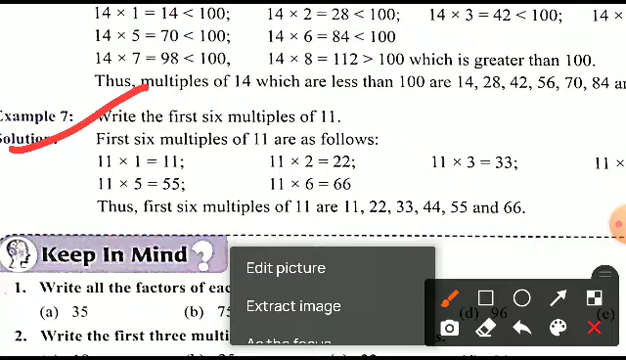 14 × 1 = 14 < 100; 14 × 2 = 28 < 100; 14 × 3 = 42 < 100; 14 ×
14 × 5 = 70 < 100; 14 × 6 = 84 < 100
14 × 7 = 98 < 100, 14 × 8 = 112 > 100 which is greater than 100.
Thus, multiples of 14 which are less than 100 are 14, 28, 42, 56, 70, 84
Example 7: Write the first six multiples of 11.
Solution: First six multiples of 11 are as follows:
11 × 1 = 11; 11 × 2 = 22; 11 × 3 = 33; 11 ×
11 × 5 = 55; 11 × 6 = 66
Thus, first six multiples of 11 are 11, 22, 33, 44, 55 and 66.
Keep In Mind ?
Edit picture
1. Write all the factors of
Extract image
(a) 35 (b) (d) 96 (e)
2. Write the first three